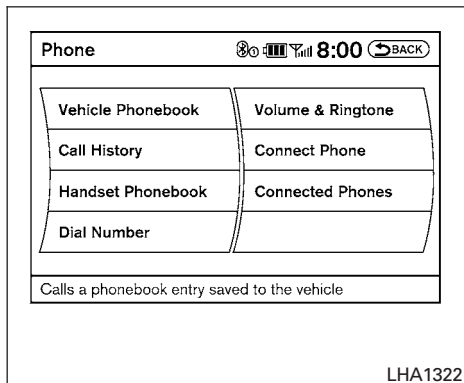 Phone 8:00 BACK
Vehicle Phonebook
Call History
Handset Phonebook
Dial Number
Volume & Ringtone
Connect Phone
Connected Phones
Calls a phonebook entry saved to the vehicle
LHA1322